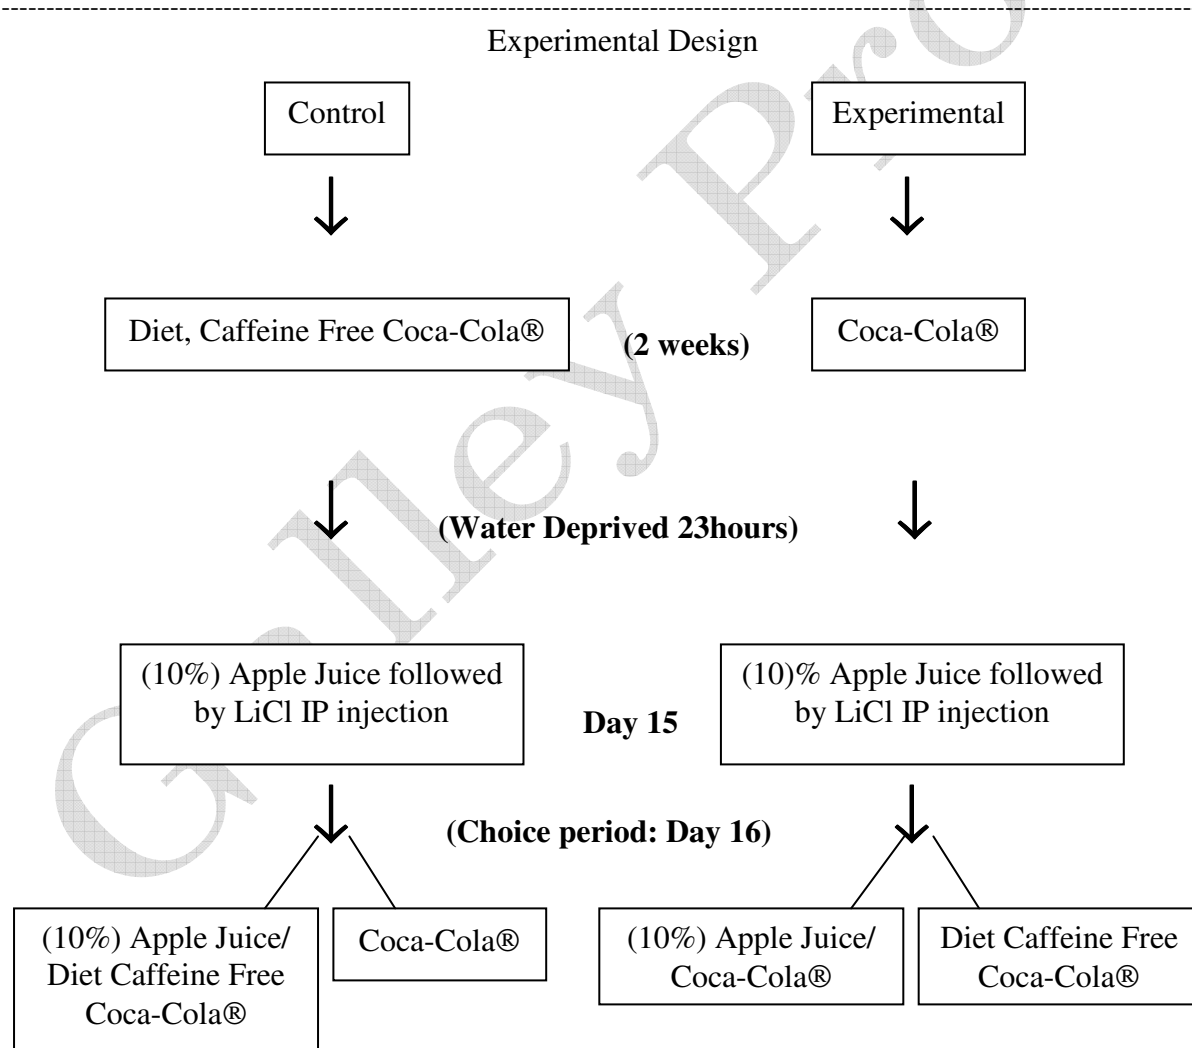 Experimental Design
Control
Experimental
Diet, Caffeine Free Coca-Cola®
(2 weeks)
Coca-Cola®
(Water Deprived 23hours)
(10%) Apple Juice followed
by LiCl IP injection
Day 15
(10)% Apple Juice followed
by LiCl IP injection
(Choice period: Day 16)
(10%) Apple Juice/
Diet Caffeine Free
Coca-Cola®
Coca-Cola®
(10%) Apple Juice/
Coca-Cola®
Diet Caffeine Free
Coca-Cola®
Galley Pro